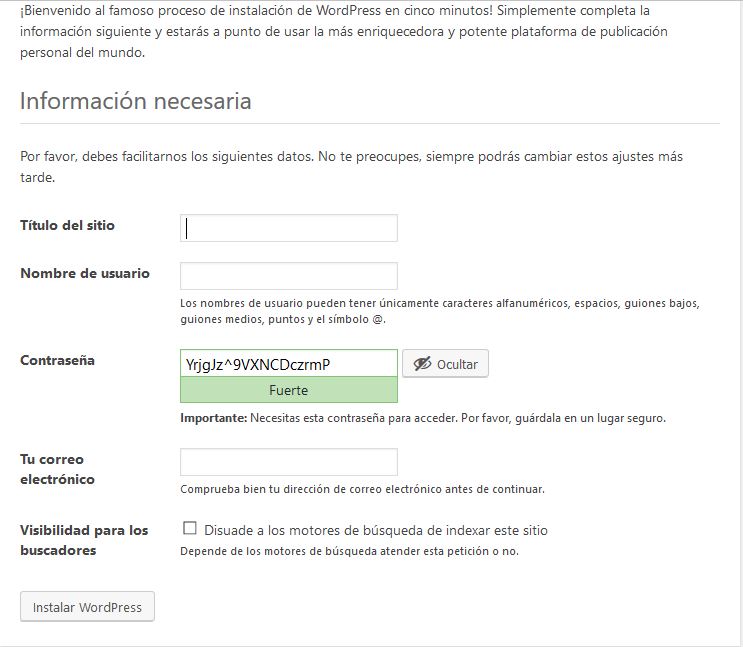 ¡Bienvenido al famoso proceso de instalación de WordPress en cinco minutos! Simplemente completa la
información siguiente y estarás a punto de usar la más enriquecedora y potente plataforma de publicación
personal del mundo.
Información necesaria
Por favor, debes facilitarnos los siguientes datos. No te preocupes, siempre podrás cambiar estos ajustes más
tarde.
Título del sitio
Nombre de usuario
Los nombres de usuario pueden tener únicamente caracteres alfanuméricos, espacios, guiones bajos,
guiones medios, puntos y el símbolo @.
Contraseña
YrjgJz^9VXNCDczrmP
Ocultar
Fuerte
Importante: Necesitas esta contraseña para acceder. Por favor, guárdala en un lugar seguro.
Tu correo
electrónico
Comprueba bien tu dirección de correo electrónico antes de continuar.
Visibilidad para los
buscadores
Disuade a los motores de búsqueda de indexar este sitio
Depende de los motores de búsqueda atender esta petición o no.
Instalar WordPress